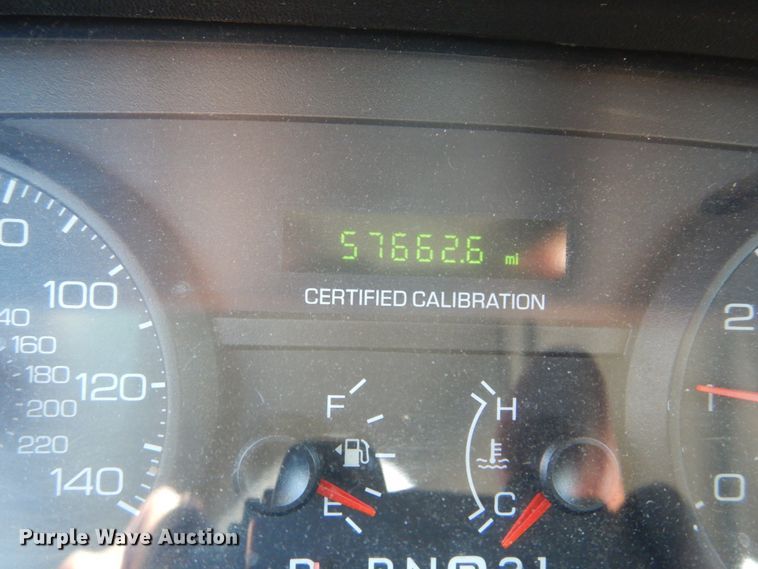 57662.6 mi
CERTIFIED CALIBRATION
100
120
140
160
180
200
220
140
F
E
H
C
2
1
0
Purple Wave Auction